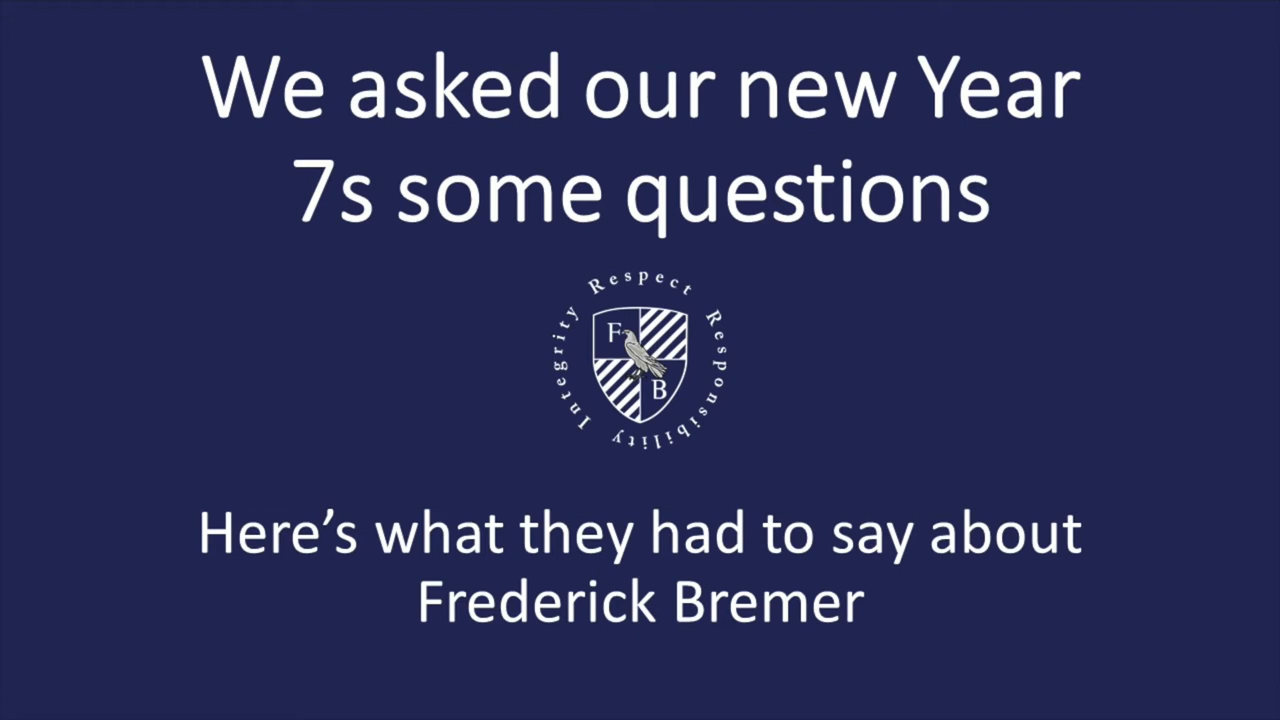 We asked our new Year
7s some questions
Respect Responsibility Integrity
F
B
Here’s what they had to say about
Frederick Bremer